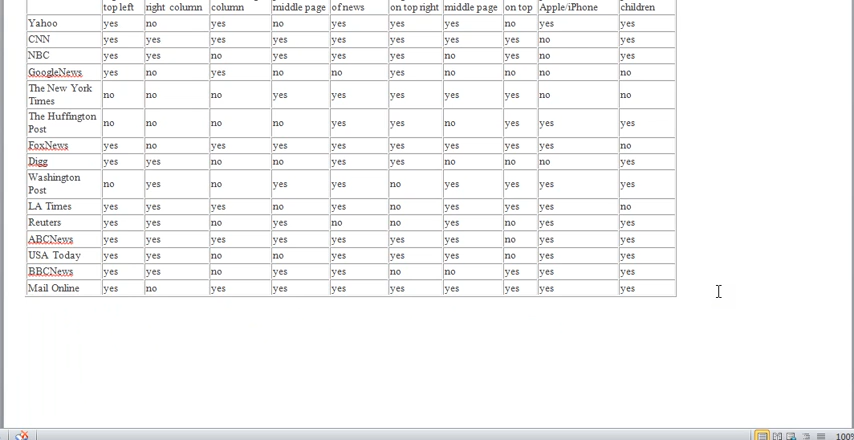 top left right column column middle page of news on top right middle page on top Apple/iPhone children
Yahoo yes no yes no yes yes yes no yes yes
CNN yes yes yes yes yes yes yes yes no yes
NBC yes yes no yes yes yes no yes no yes
GoogleNews yes no yes no no yes no no no no
The New York
Times no no no yes yes yes yes yes no no
The Huffington
Post no no no no yes yes no yes yes yes
FoxNews yes no yes yes yes yes yes yes yes no
Digg yes yes no no yes yes no no no yes
Washington
Post no yes no yes yes no yes yes yes yes
LA Times yes yes yes no yes no yes yes yes no
Reuters yes yes no yes no no yes no yes yes
ABCNews yes yes yes yes yes yes yes no yes yes
USA Today yes yes no no yes yes yes no yes yes
BBCNews yes yes no yes yes no no yes yes yes
Mail Online yes no yes yes yes yes yes yes yes yes
100%